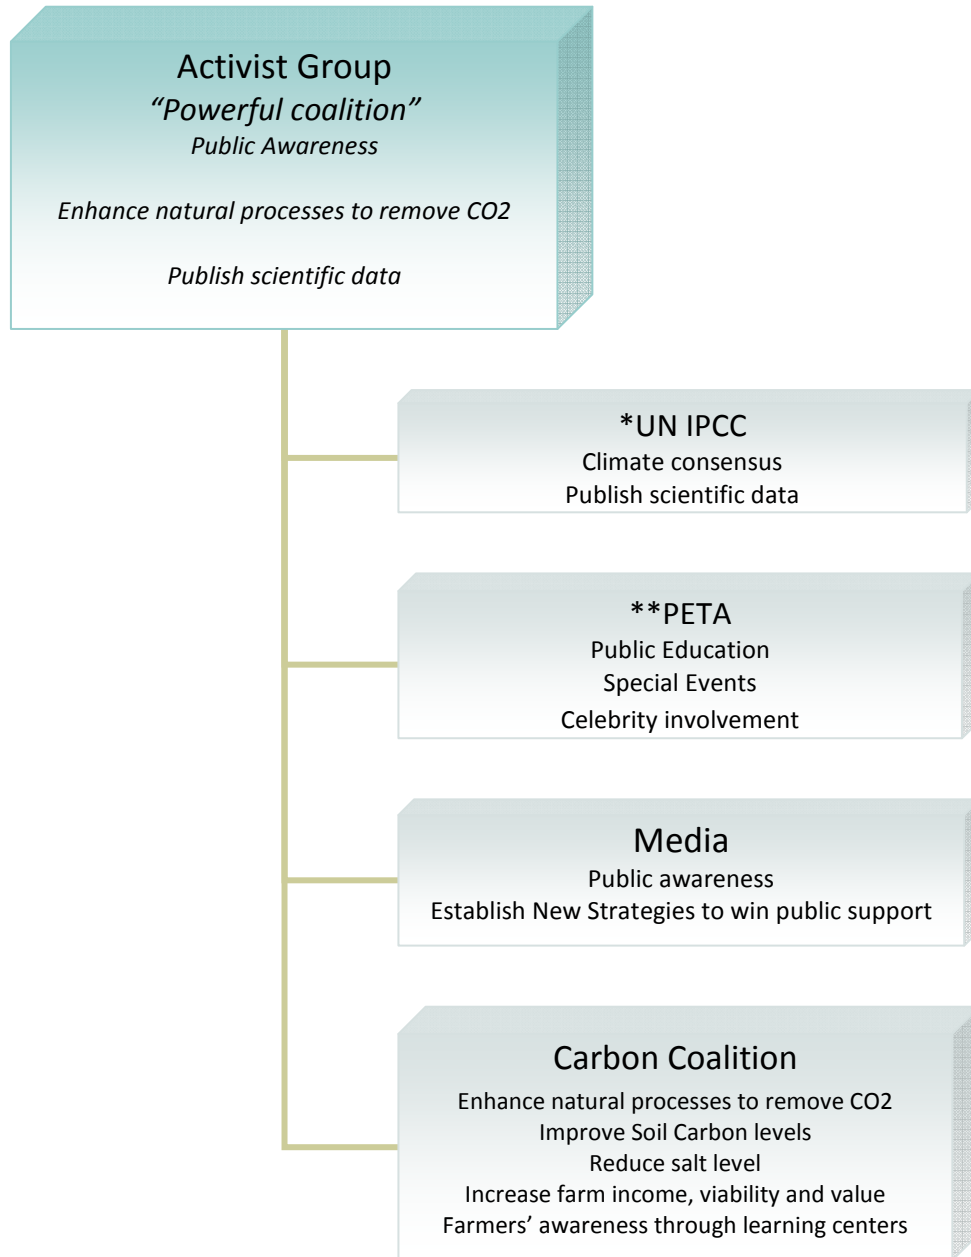 Activist Group
“Powerful coalition”
Public Awareness
Enhance natural processes to remove CO2
Publish scientific data
*UN IPCC
Climate consensus
Publish scientific data
**PETA
Public Education
Special Events
Celebrity involvement
Media
Public awareness
Establish New Strategies to win public support
Carbon Coalition
Enhance natural processes to remove CO2
Improve Soil Carbon levels
Reduce salt level
Increase farm income, viability and value
Farmers’ awareness through learning centers